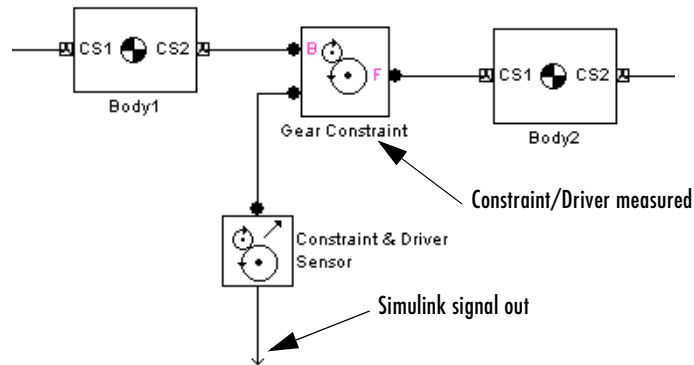 CS1 CS2
Body1
B
F
Gear Constraint
CS1 CS2
Body2
Constraint/Driver measured
Constraint & Driver
Sensor
Simulink signal out